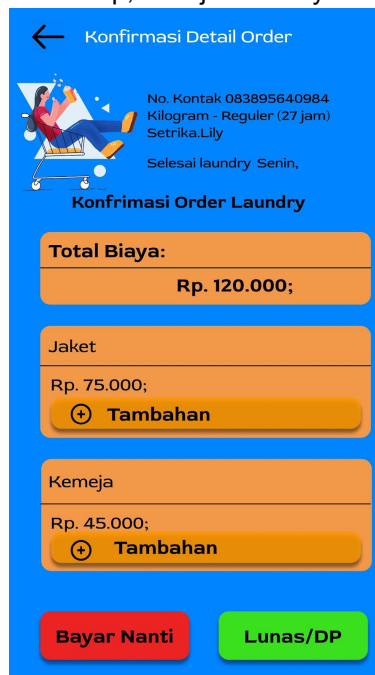 Konfirmasi Detail Order
No. Kontak 083895640984
Kilogram - Reguler (27 jam)
Setrika.Lily
Selesai laundry Senin,
Konfrimasi Order Laundry
Total Biaya:
Rp. 120.000;
Jaket
Rp. 75.000;
Tambahan
Kemeja
Rp. 45.000;
Tambahan
Bayar Nanti
Lunas/DP